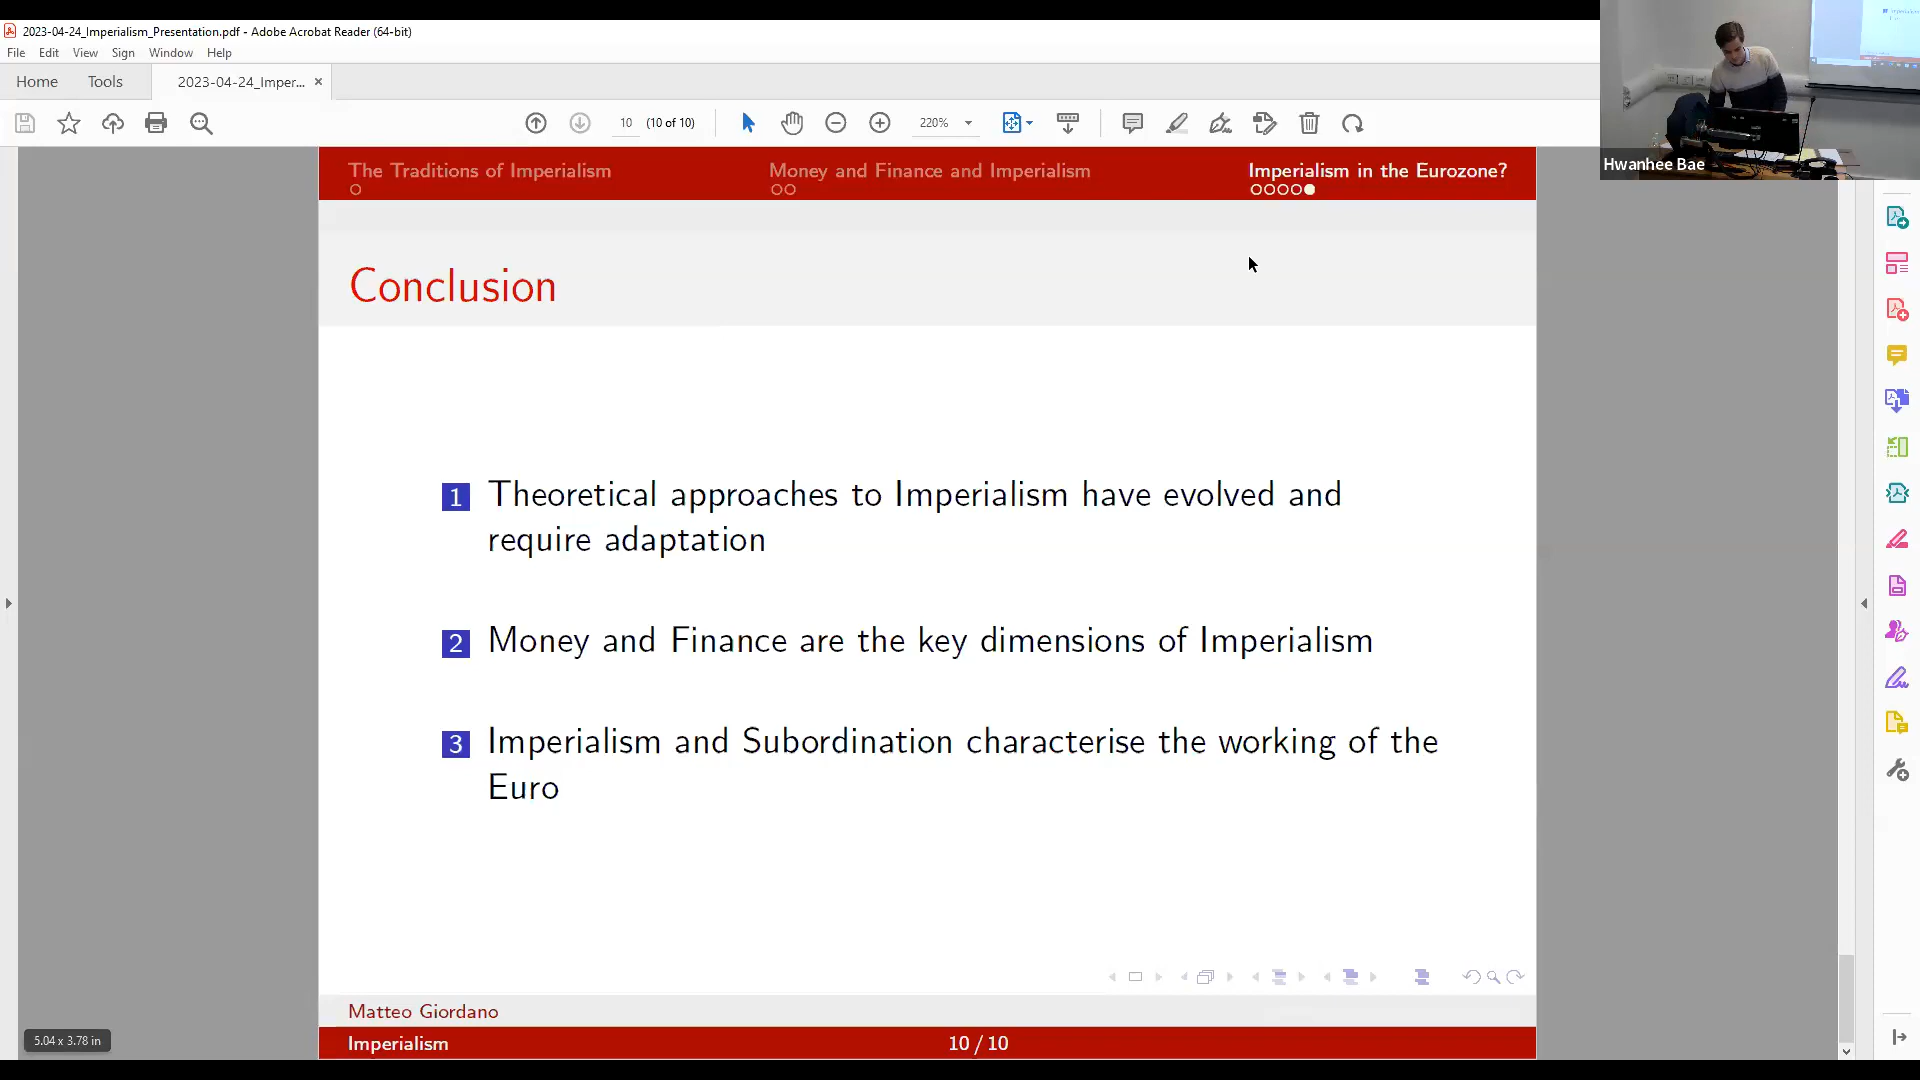 2023-04-24_Imperialism_Presentation.pdf - Adobe Acrobat Reader (64-bit)
File Edit View Sign Window Help
Home Tools 2023-04-24_Imper... ×
10 (10 of 10) 220%
Hwanhee Bae
The Traditions of Imperialism Money and Finance and Imperialism Imperialism in the Eurozone?
Conclusion
1 Theoretical approaches to Imperialism have evolved and
require adaptation
2 Money and Finance are the key dimensions of Imperialism
3 Imperialism and Subordination characterise the working of the
Euro
Matteo Giordano
Imperialism 10 / 10
5.04 x 3.78 in